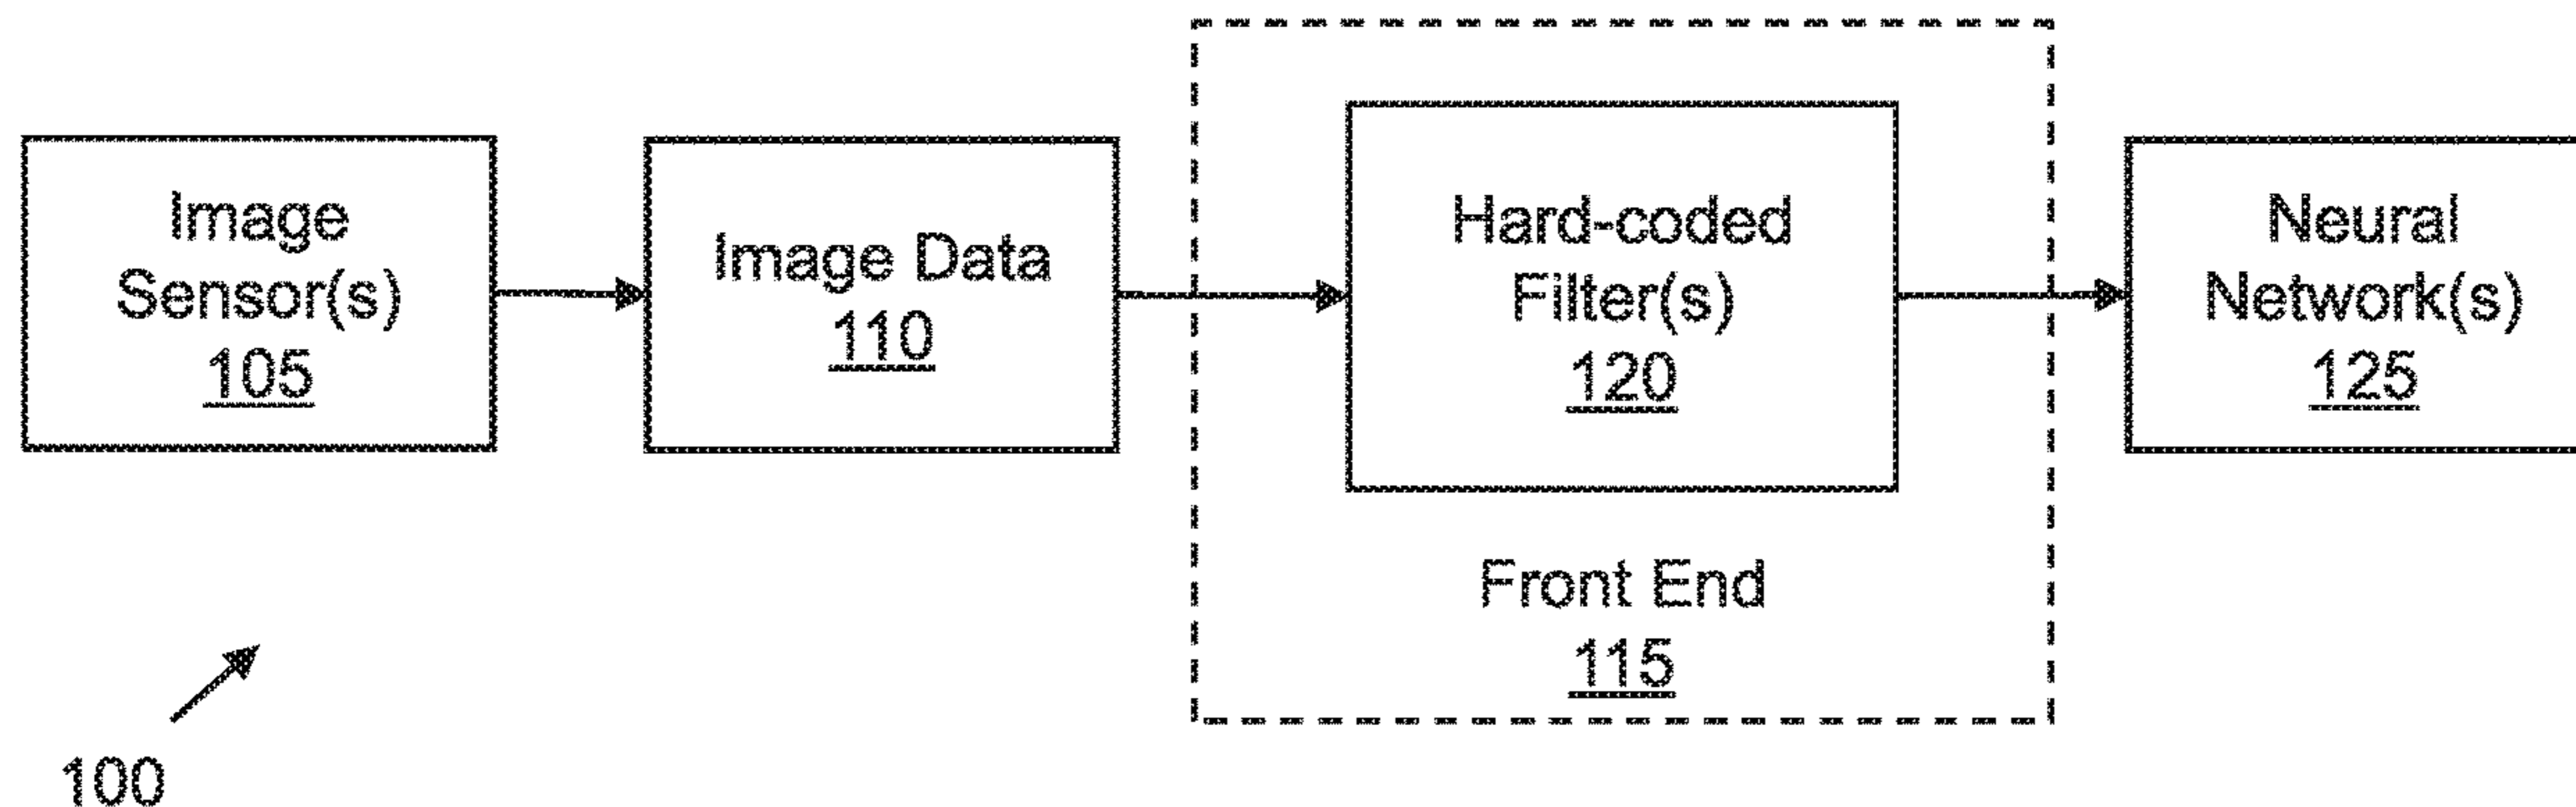 Image
Sensor(s)
105
Image Data
110
Hard-coded
Filter(s)
120
Front End
115
Neural
Network(s)
125
100